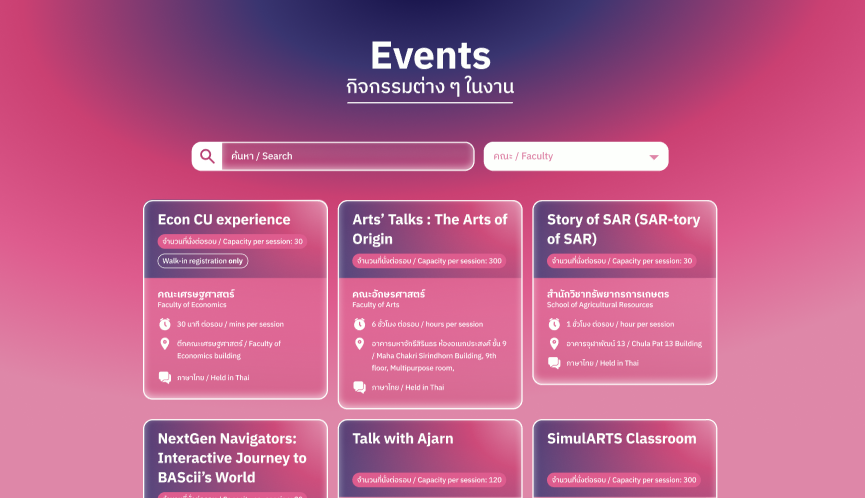 Events
กิจกรรมต่าง ๆ ในงาน
ค้นหา / Search
คณะ / Faculty
Econ CU experience
จำนวนที่นั่งต่อรอบ / Capacity per session: 30
Walk-in registration only
คณะเศรษฐศาสตร์
Faculty of Economics
30 นาที ต่อรอบ / mins per session
ตึกคณะเศรษฐศาสตร์ / Faculty of
Economics building
ภาษาไทย / Held in Thai
Arts’ Talks : The Arts of
Origin
จำนวนที่นั่งต่อรอบ / Capacity per session: 300
คณะอักษรศาสตร์
Faculty of Arts
6 ชั่วโมง ต่อรอบ / hours per session
อาคารมหาจักรีสิรินธร ห้องอเนกประสงค์ ชั้น 9
/ Maha Chakri Sirindhorn Building, 9th
floor, Multipurpose room,
ภาษาไทย / Held in Thai
Story of SAR (SAR-tory
of SAR)
จำนวนที่นั่งต่อรอบ / Capacity per session: 30
สำนักวิชาทรัพยากรการเกษตร
School of Agricultural Resources
1 ชั่วโมง ต่อรอบ / hour per session
อาคารจุฬาพัฒน์ 13 / Chula Pat 13 Building
ภาษาไทย / Held in Thai
NextGen Navigators:
Interactive Journey to
BAScii’s World
Talk with Ajarn
จำนวนที่นั่งต่อรอบ / Capacity per session: 120
SimulARTS Classroom
จำนวนที่นั่งต่อรอบ / Capacity per session: 300